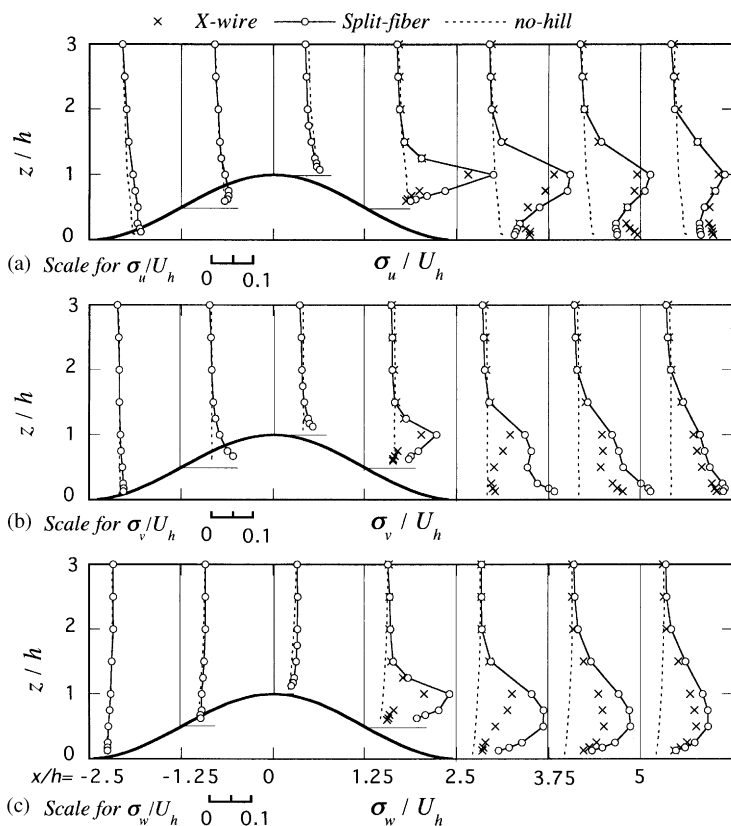 × X-wire —○— Split-fiber ------ no-hill
3
2
1
0
z / h
(a) Scale for σu/Uh 0 0.1 σu / Uh
3
2
1
0
z / h
(b) Scale for σv/Uh 0 0.1 σv / Uh
3
2
1
0
z / h
x/h= -2.5 -1.25 0 1.25 2.5 3.75 5
(c) Scale for σw/Uh 0 0.1 σw / Uh